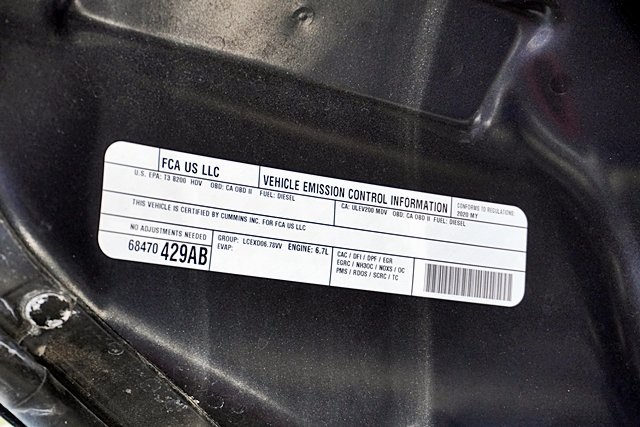 FCA US LLC
VEHICLE EMISSION CONTROL INFORMATION
CONFORMS TO REGULATIONS:
2020 MY
U.S. EPA: T3 B200 HDV OBD: CA OBD II FUEL: DIESEL
CA: ULEV200 MDV OBD: CA OBD II FUEL: DIESEL
THIS VEHICLE IS CERTIFIED BY CUMMINS INC. FOR FCA US LLC
NO ADJUSTMENTS NEEDED
68470 429AB
GROUP: LCEXD06.78VV ENGINE: 6.7L
EVAP:
CAC / DFI / DPF / EGR
EGRC / NH3OC / NOXS / OC
PMS / RDQS / SCRC / TC